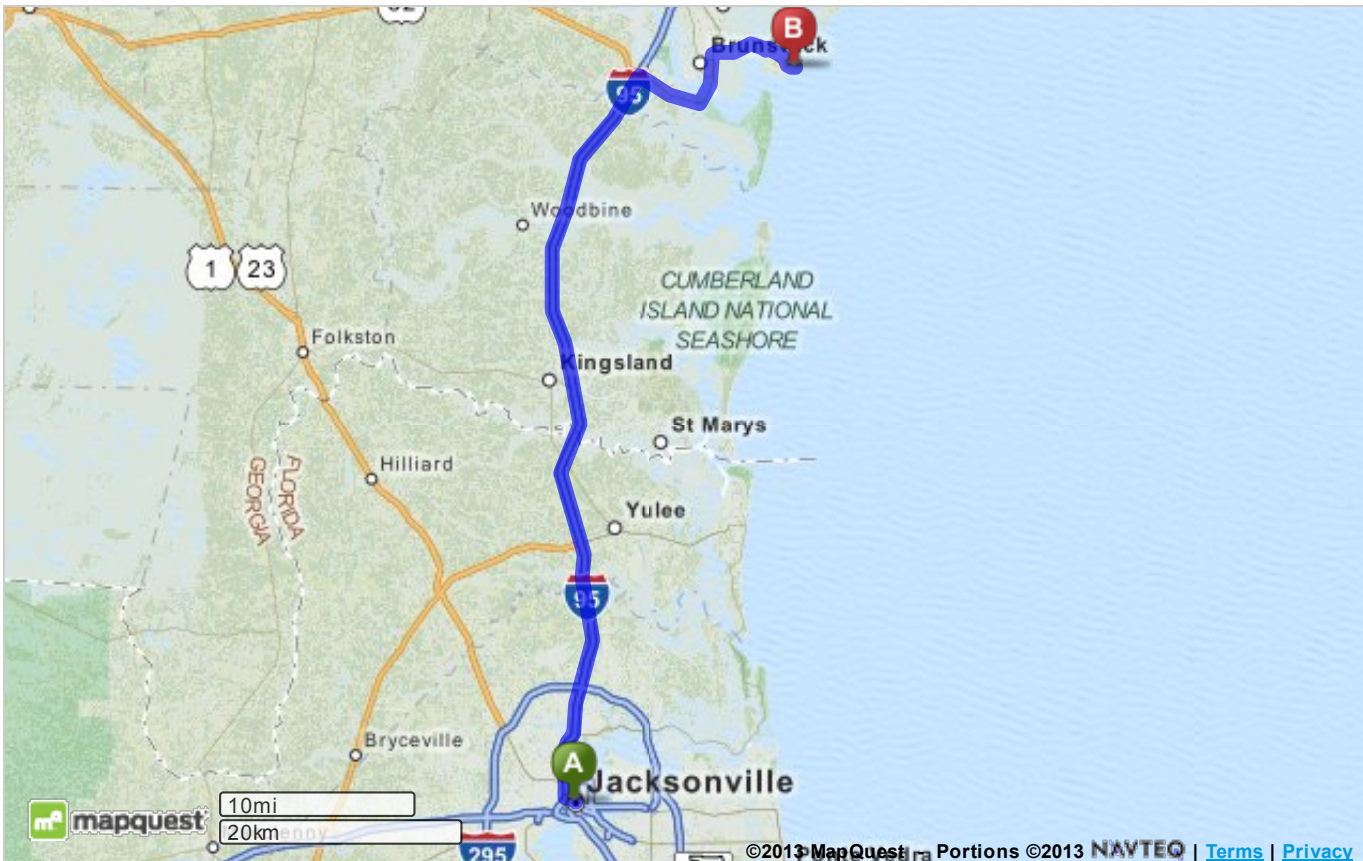 B
Brunswick
95
Woodbine
1 23
CUMBERLAND
ISLAND NATIONAL
SEASHORE
Folkston
Kingsland
St Marys
Hilliard
FLORIDA
GEORGIA
Yulee
95
Bryceville
A
Jacksonville
10mi
mapquest
20km
295
©2013 MapQuest - Portions ©2013 NAVTEQ | Terms | Privacy